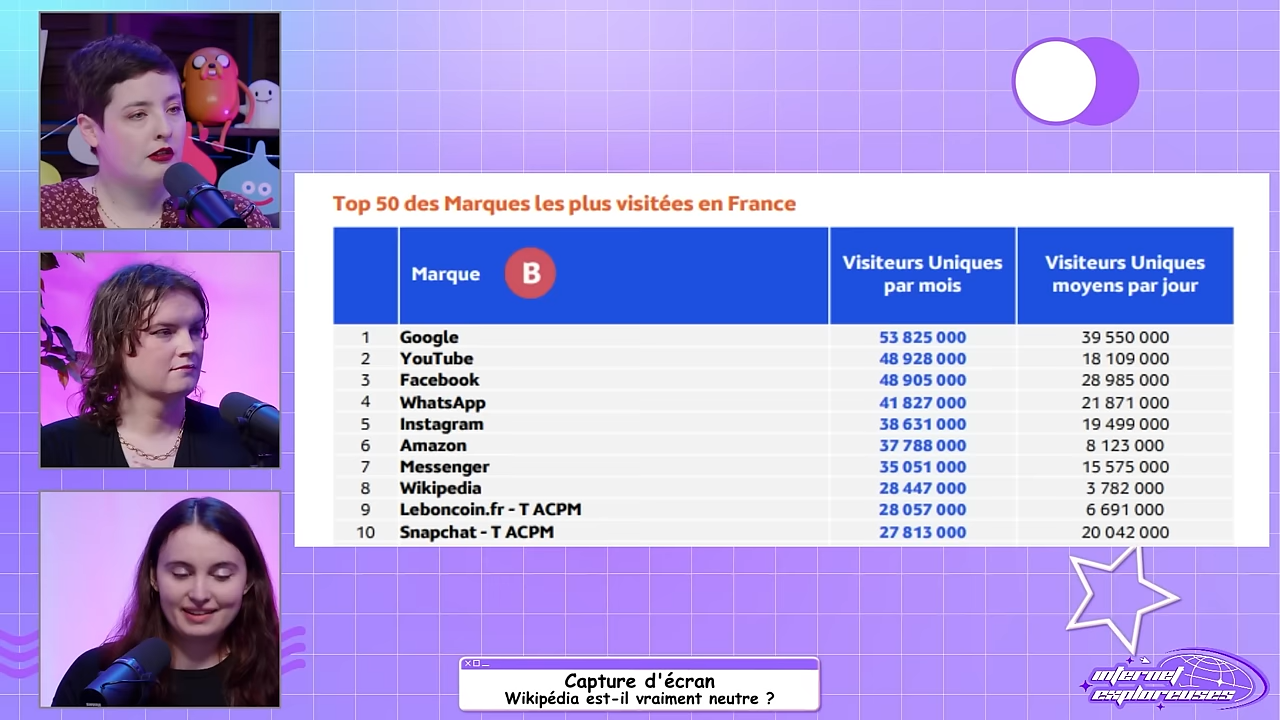 Top 50 des Marques les plus visitées en France
Marque B Visiteurs Uniques par mois Visiteurs Uniques moyens par jour
1 Google 53 825 000 39 550 000
2 YouTube 48 928 000 18 109 000
3 Facebook 48 905 000 28 985 000
4 WhatsApp 41 827 000 21 871 000
5 Instagram 38 631 000 19 499 000
6 Amazon 37 788 000 8 123 000
7 Messenger 35 051 000 15 575 000
8 Wikipedia 28 447 000 3 782 000
9 Leboncoin.fr - T ACPM 28 057 000 6 691 000
10 Snapchat - T ACPM 27 813 000 20 042 000
Capture d'écran
Wikipédia est-il vraiment neutre ?
internet
exploreuses